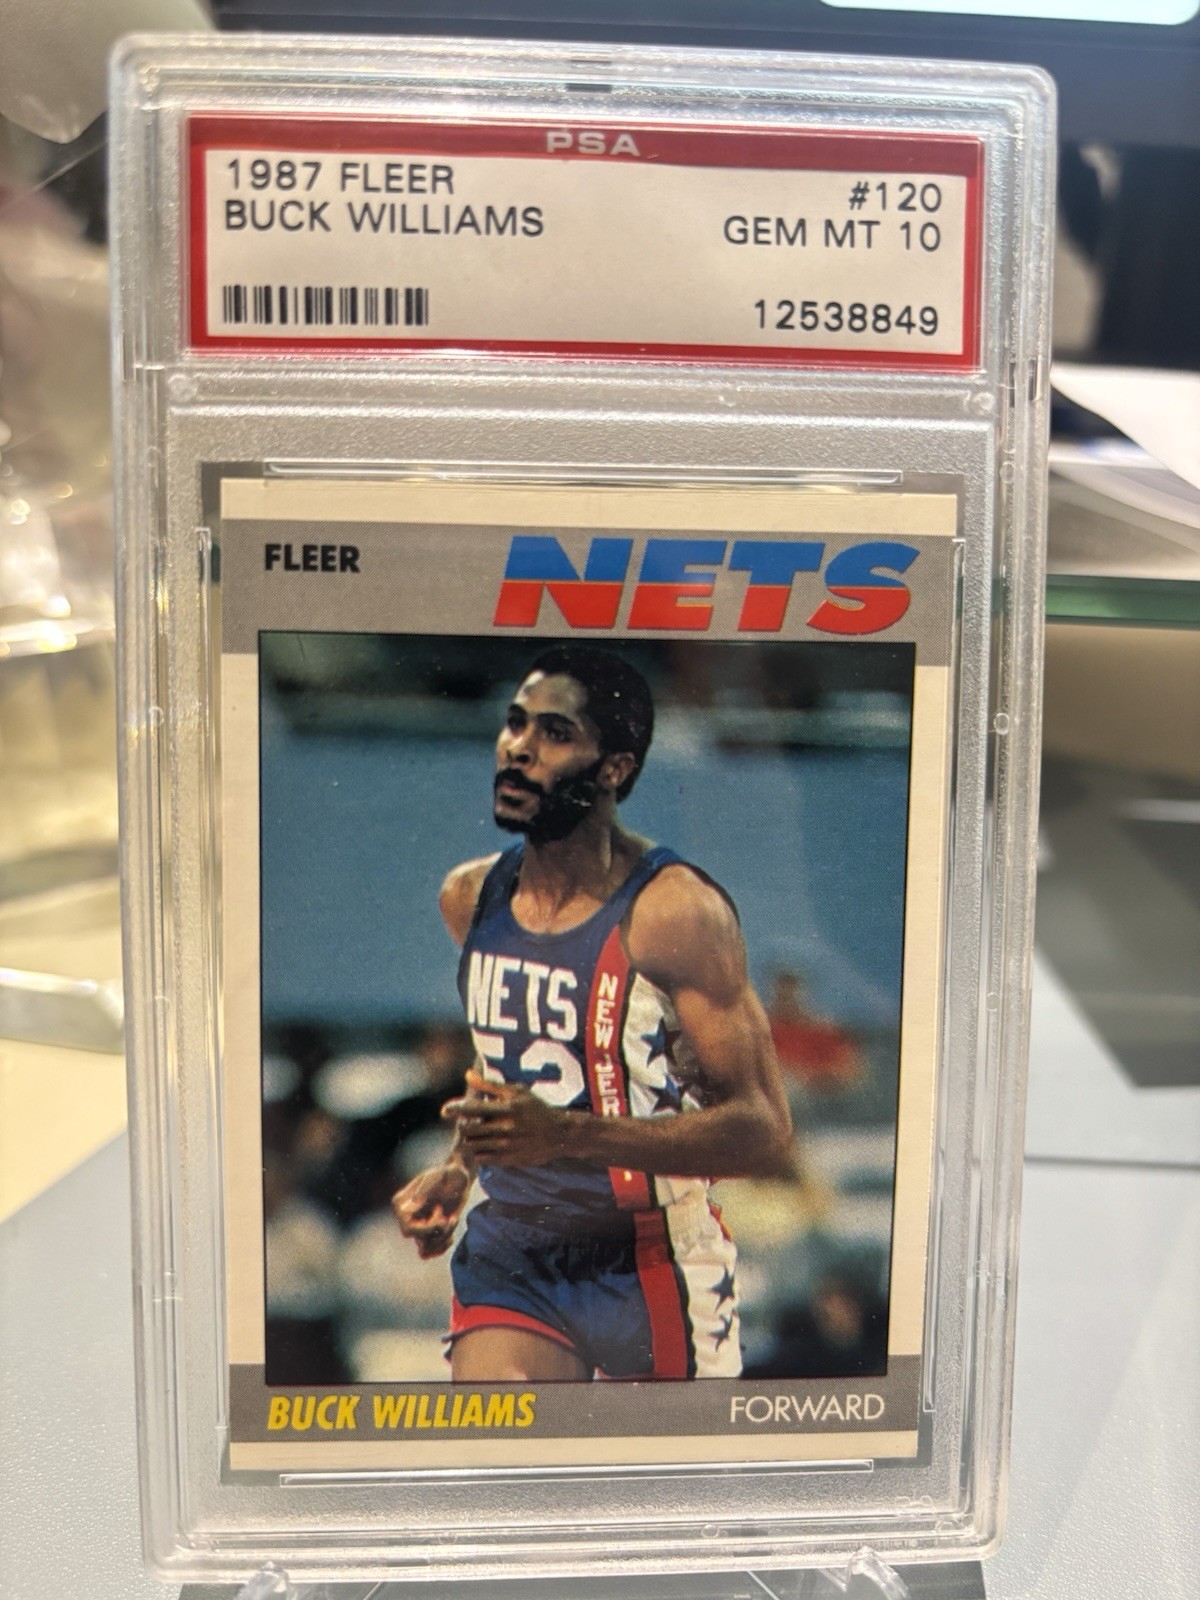 PSA
1987 FLEER #120
BUCK WILLIAMS GEM MT 10
12538849
FLEER NETS
NETS
52
NEW JER
BUCK WILLIAMS FORWARD